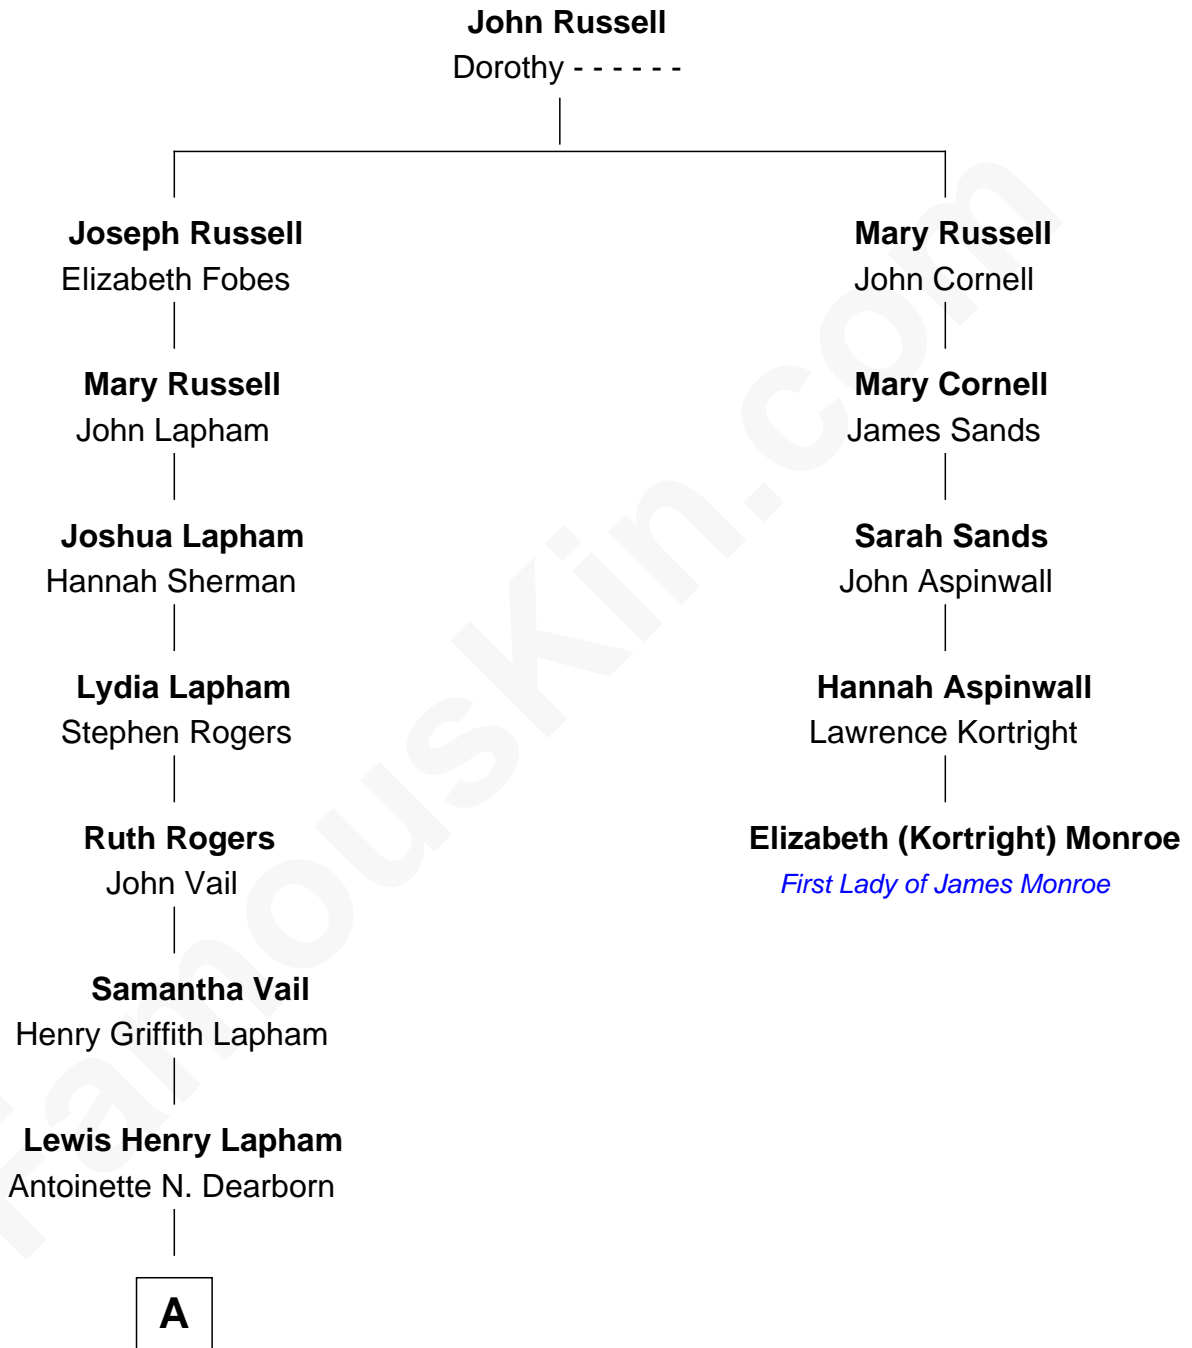 John Russell
Dorothy - - - - - -
Joseph Russell
Elizabeth Fobes
Mary Russell
John Lapham
Joshua Lapham
Hannah Sherman
Lydia Lapham
Stephen Rogers
Ruth Rogers
John Vail
Samantha Vail
Henry Griffith Lapham
Lewis Henry Lapham
Antoinette N. Dearborn
A
Mary Russell
John Cornell
Mary Cornell
James Sands
Sarah Sands
John Aspinwall
Hannah Aspinwall
Lawrence Kortright
Elizabeth (Kortright) Monroe
First Lady of James Monroe
FamousKin.com